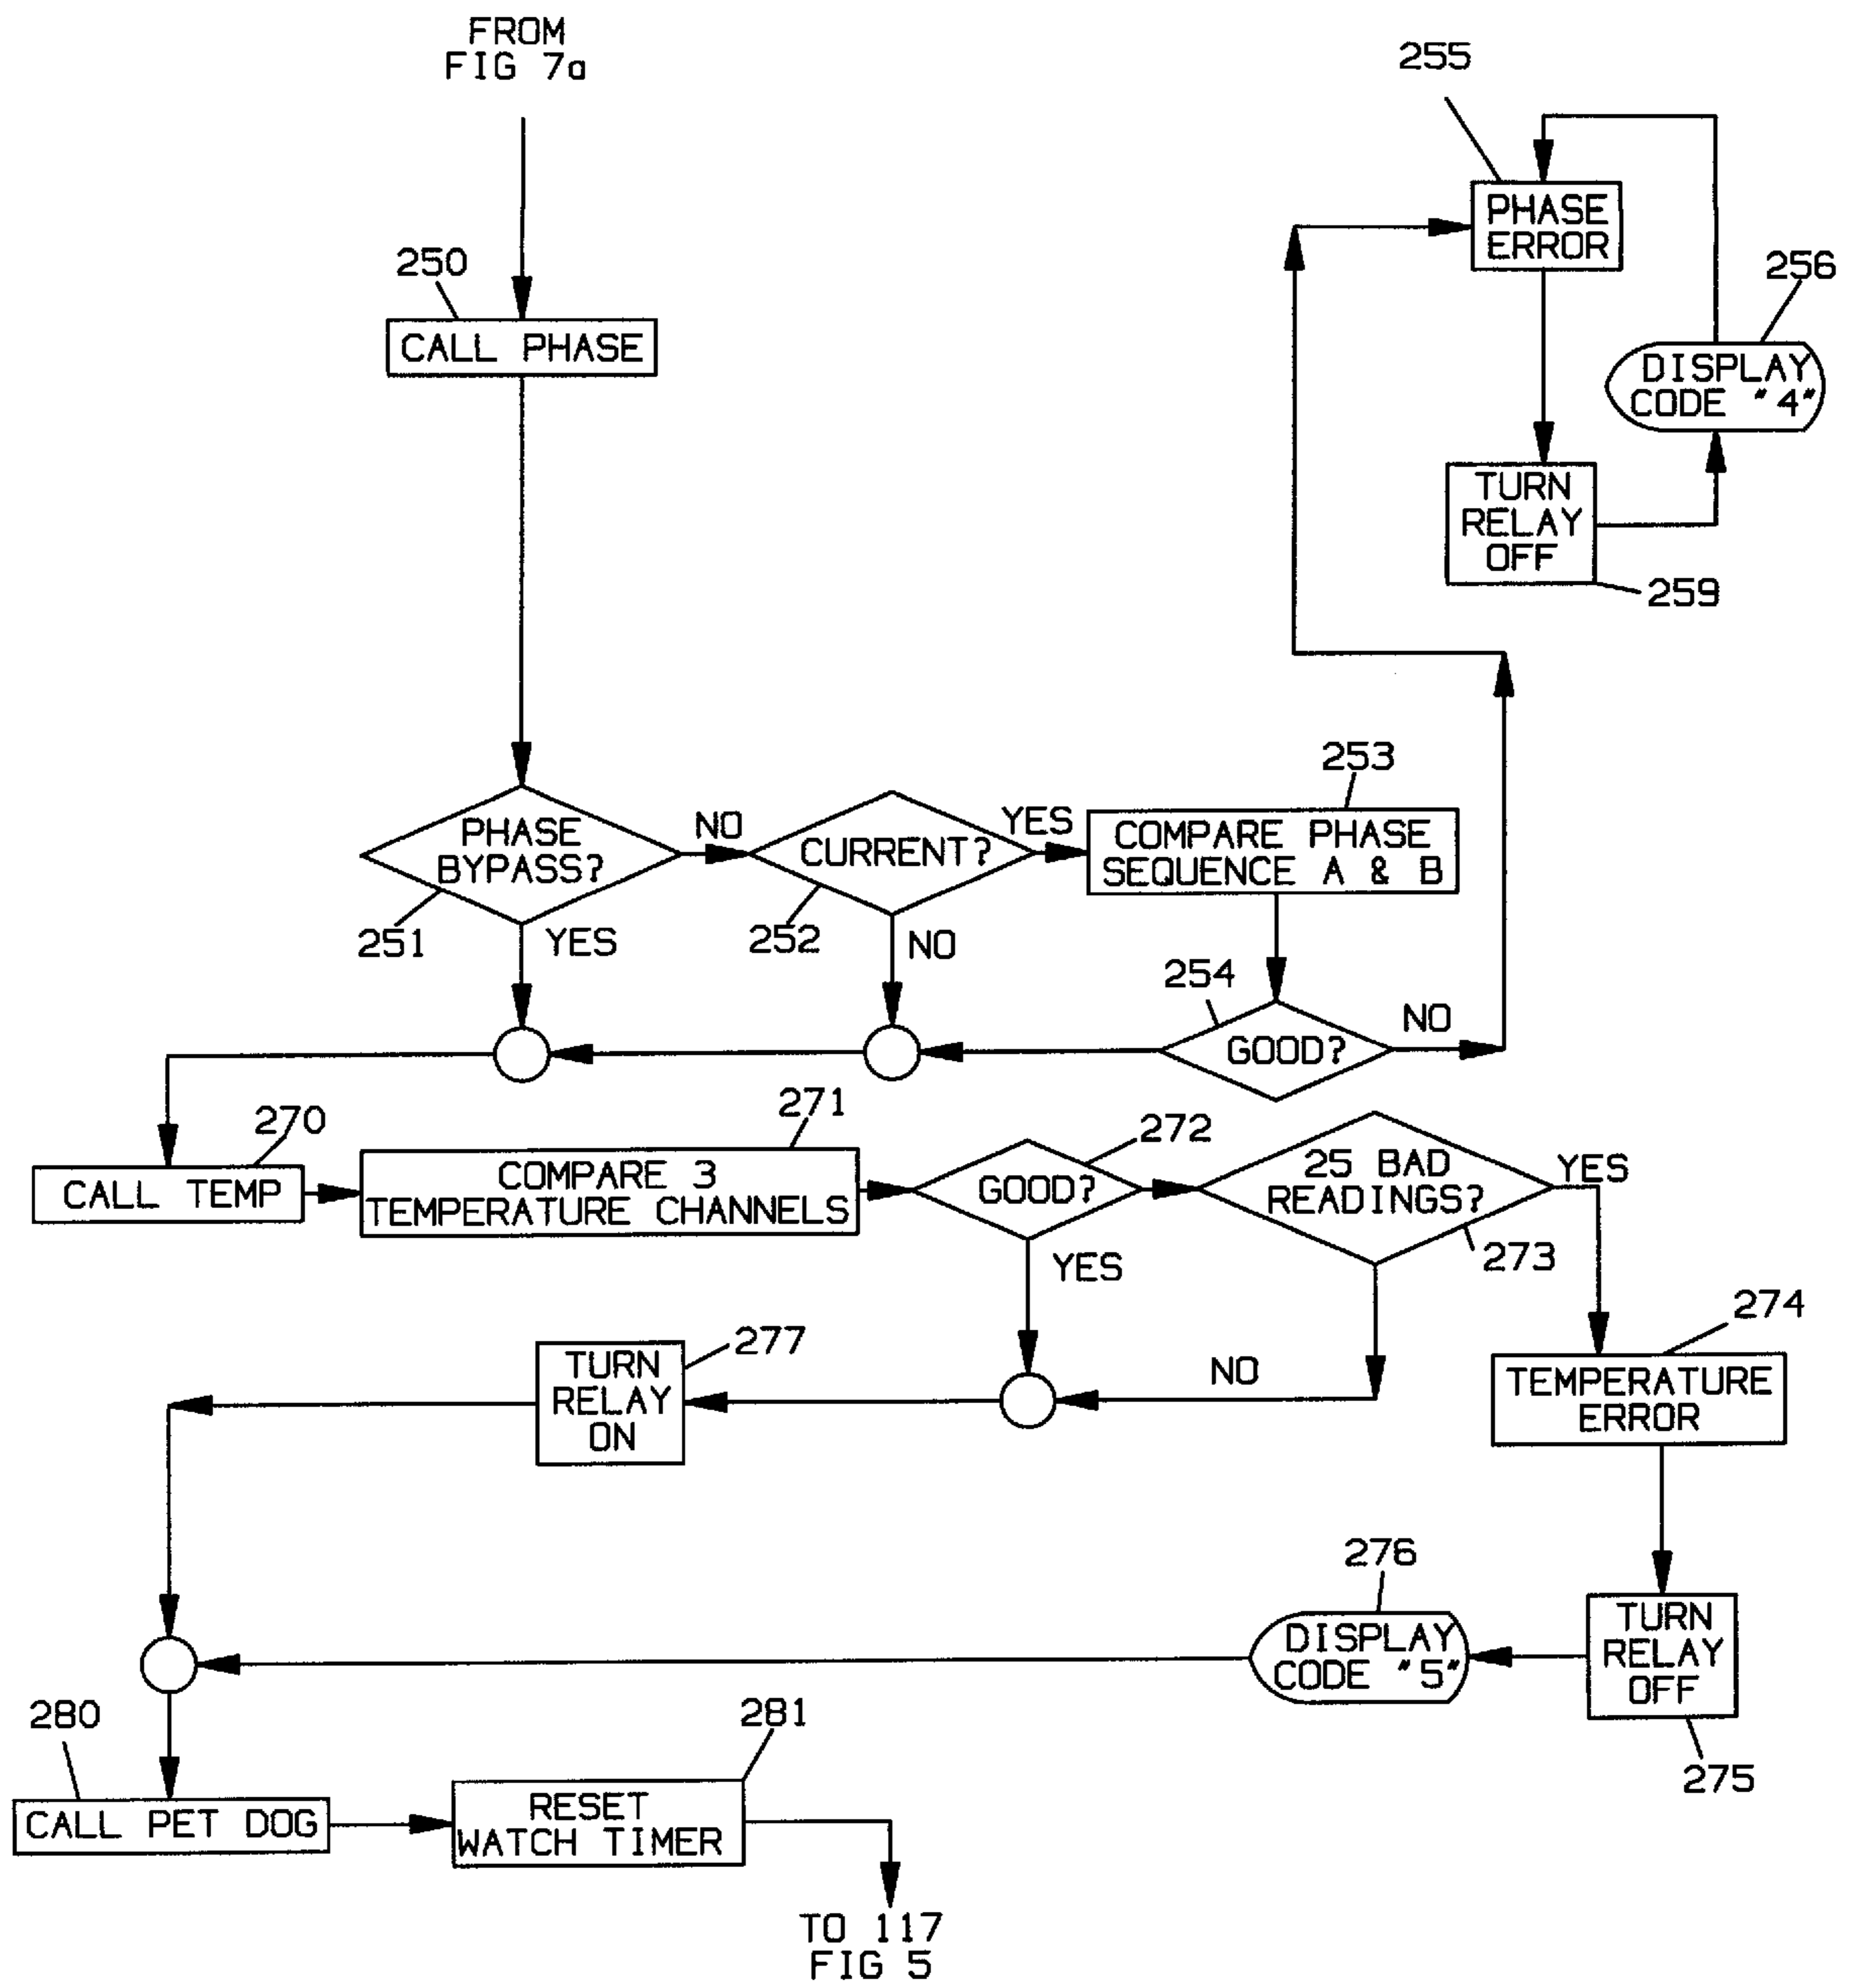 FROM
FIG 7a
255
PHASE
ERROR
250
256
CALL PHASE
DISPLAY
CODE "4"
TURN
RELAY
OFF
259
253
PHASE
BYPASS?
NO
CURRENT?
YES
COMPARE PHASE
SEQUENCE A & B
251
YES
252
NO
254
GOOD?
NO
270
271
272
CALL TEMP
COMPARE 3
TEMPERATURE CHANNELS
GOOD?
25 BAD
READINGS?
YES
YES
273
274
277
TURN
RELAY
ON
NO
TEMPERATURE
ERROR
276
DISPLAY
CODE "5"
TURN
RELAY
OFF
275
280
281
CALL PET DOG
RESET
WATCH TIMER
TO 117
FIG 5